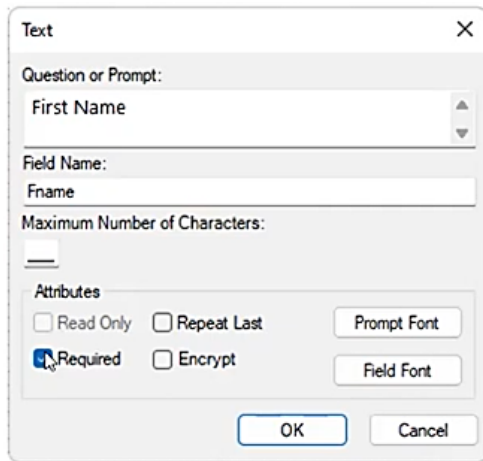 Text
Question or Prompt:
First Name
Field Name:
Fname
Maximum Number of Characters:
Attributes
Read Only Repeat Last Prompt Font
Required Encrypt Field Font
OK Cancel